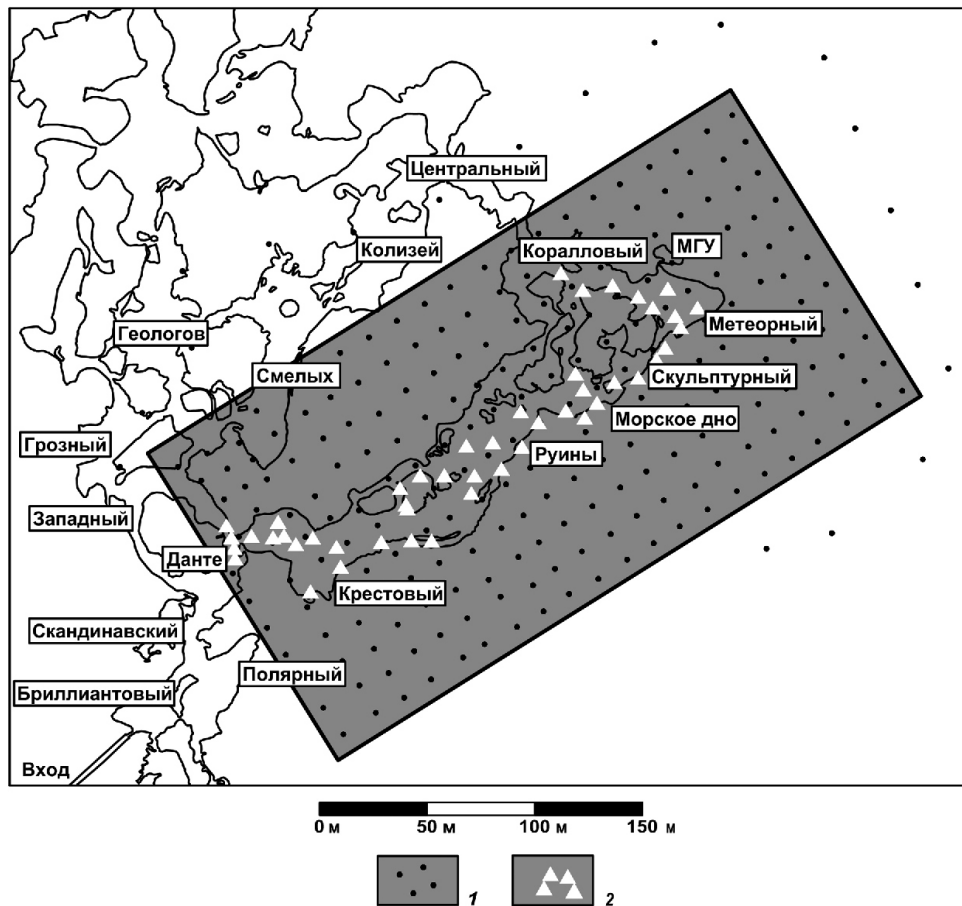 Центральный
Коралловый
МГУ
Колизей
Геологов
Метеорный
Смелых
Скульптурный
Морское дно
Грозный
Руины
Западный
Данте
Крестовый
Скандинавский
Полярный
Бриллиантовый
Вход
0 м 50 м 100 м 150 м
1 2